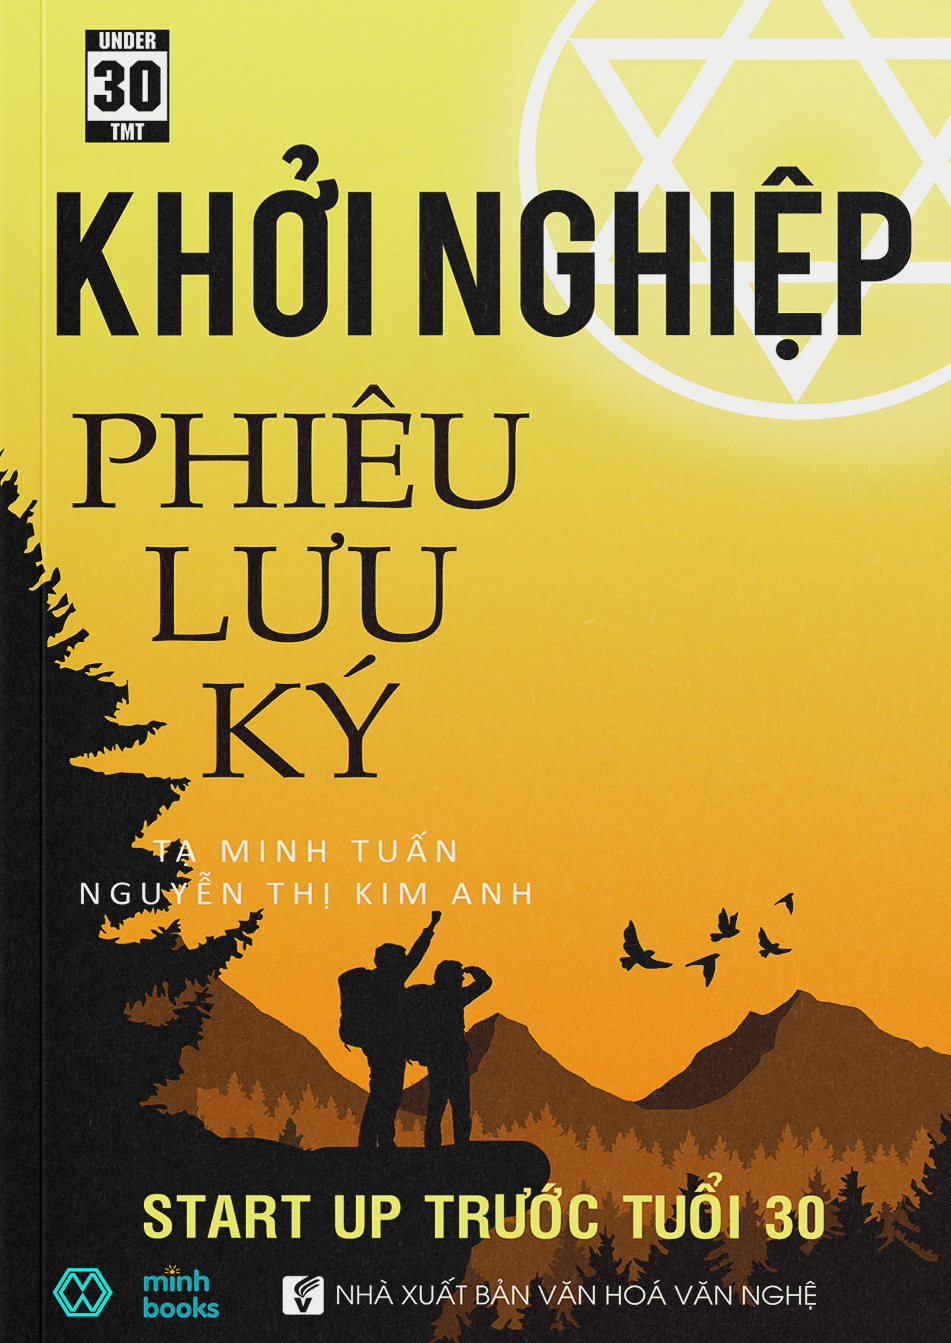 UNDER
30
TMT
KHỞI NGHIỆP
PHIÊU
LƯU
KÝ
TẠ MINH TUẤN
NGUYỄN THỊ KIM ANH
START UP TRƯỚC TUỔI 30
minh
books
NHÀ XUẤT BẢN VĂN HOÁ VĂN NGHỆ